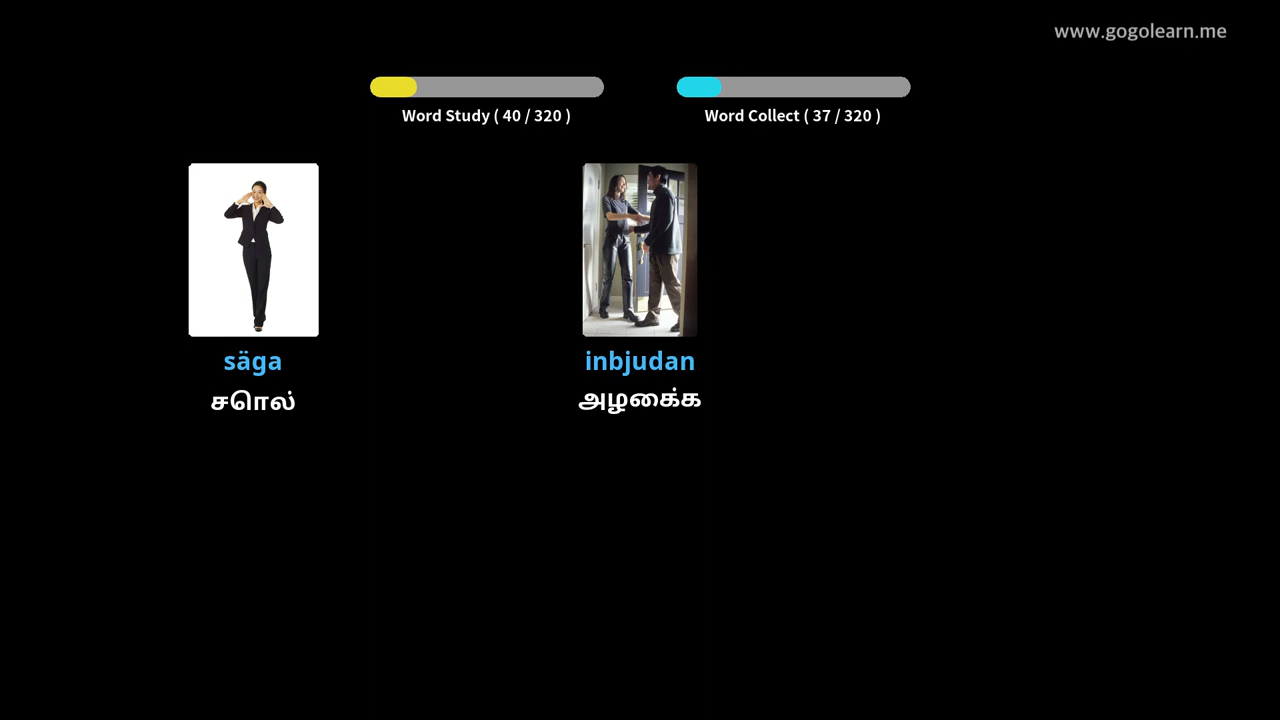 www.gogolearn.me
Word Study ( 40 / 320 )
Word Collect ( 37 / 320 )
säga
inbjudan
சொல்
அழைக்க